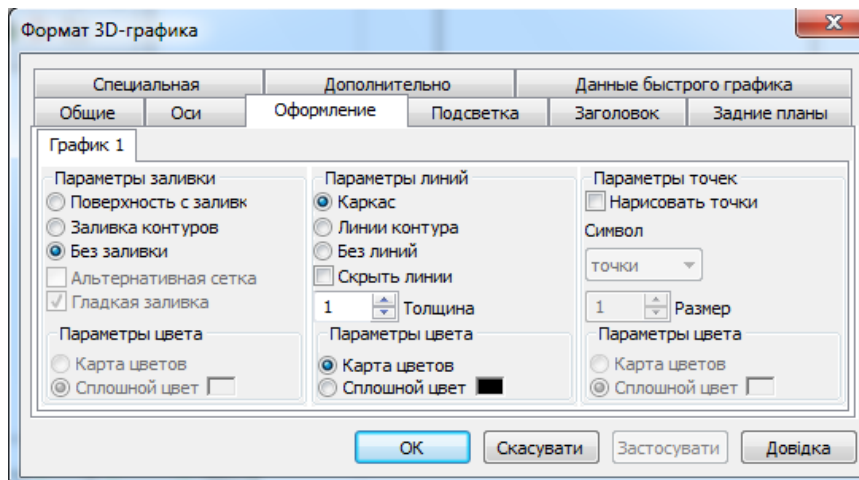 Формат 3D-графика
Специальная Дополнительно Данные быстрого графика
Общие Оси Оформление Подсветка Заголовок Задние планы
График 1
Параметры заливки
Поверхность с заливк
Заливка контуров
Без заливки
Альтернативная сетка
Гладкая заливка
Параметры цвета
Карта цветов
Сплошной цвет
Параметры линий
Каркас
Линии контура
Без линий
Скрыть линии
1 Толщина
Параметры цвета
Карта цветов
Сплошной цвет
Параметры точек
Нарисовать точки
Символ
точки
1 Размер
Параметры цвета
Карта цветов
Сплошной цвет
ОК Скасувати Застосувати Довідка